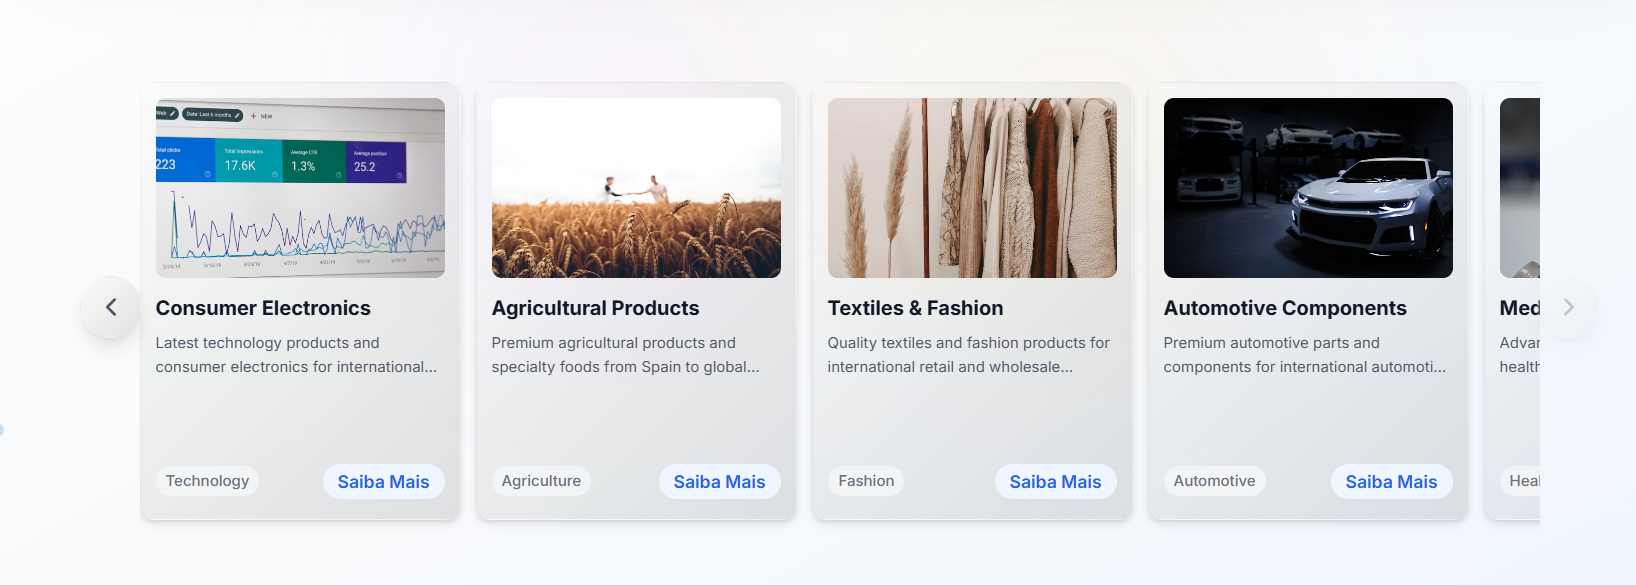 Web
Date: Last 6 months
+ NEW
Total clicks
Total impressions
Average CTR
Average position
223
17.6K
1.3%
25.2
Consumer Electronics
Latest technology products and
consumer electronics for international...
Technology
Saiba Mais
Agricultural Products
Premium agricultural products and
specialty foods from Spain to global...
Agriculture
Saiba Mais
Textiles & Fashion
Quality textiles and fashion products for
international retail and wholesale...
Fashion
Saiba Mais
Automotive Components
Premium automotive parts and
components for international automoti...
Automotive
Saiba Mais
Med
Advan
health
Heal